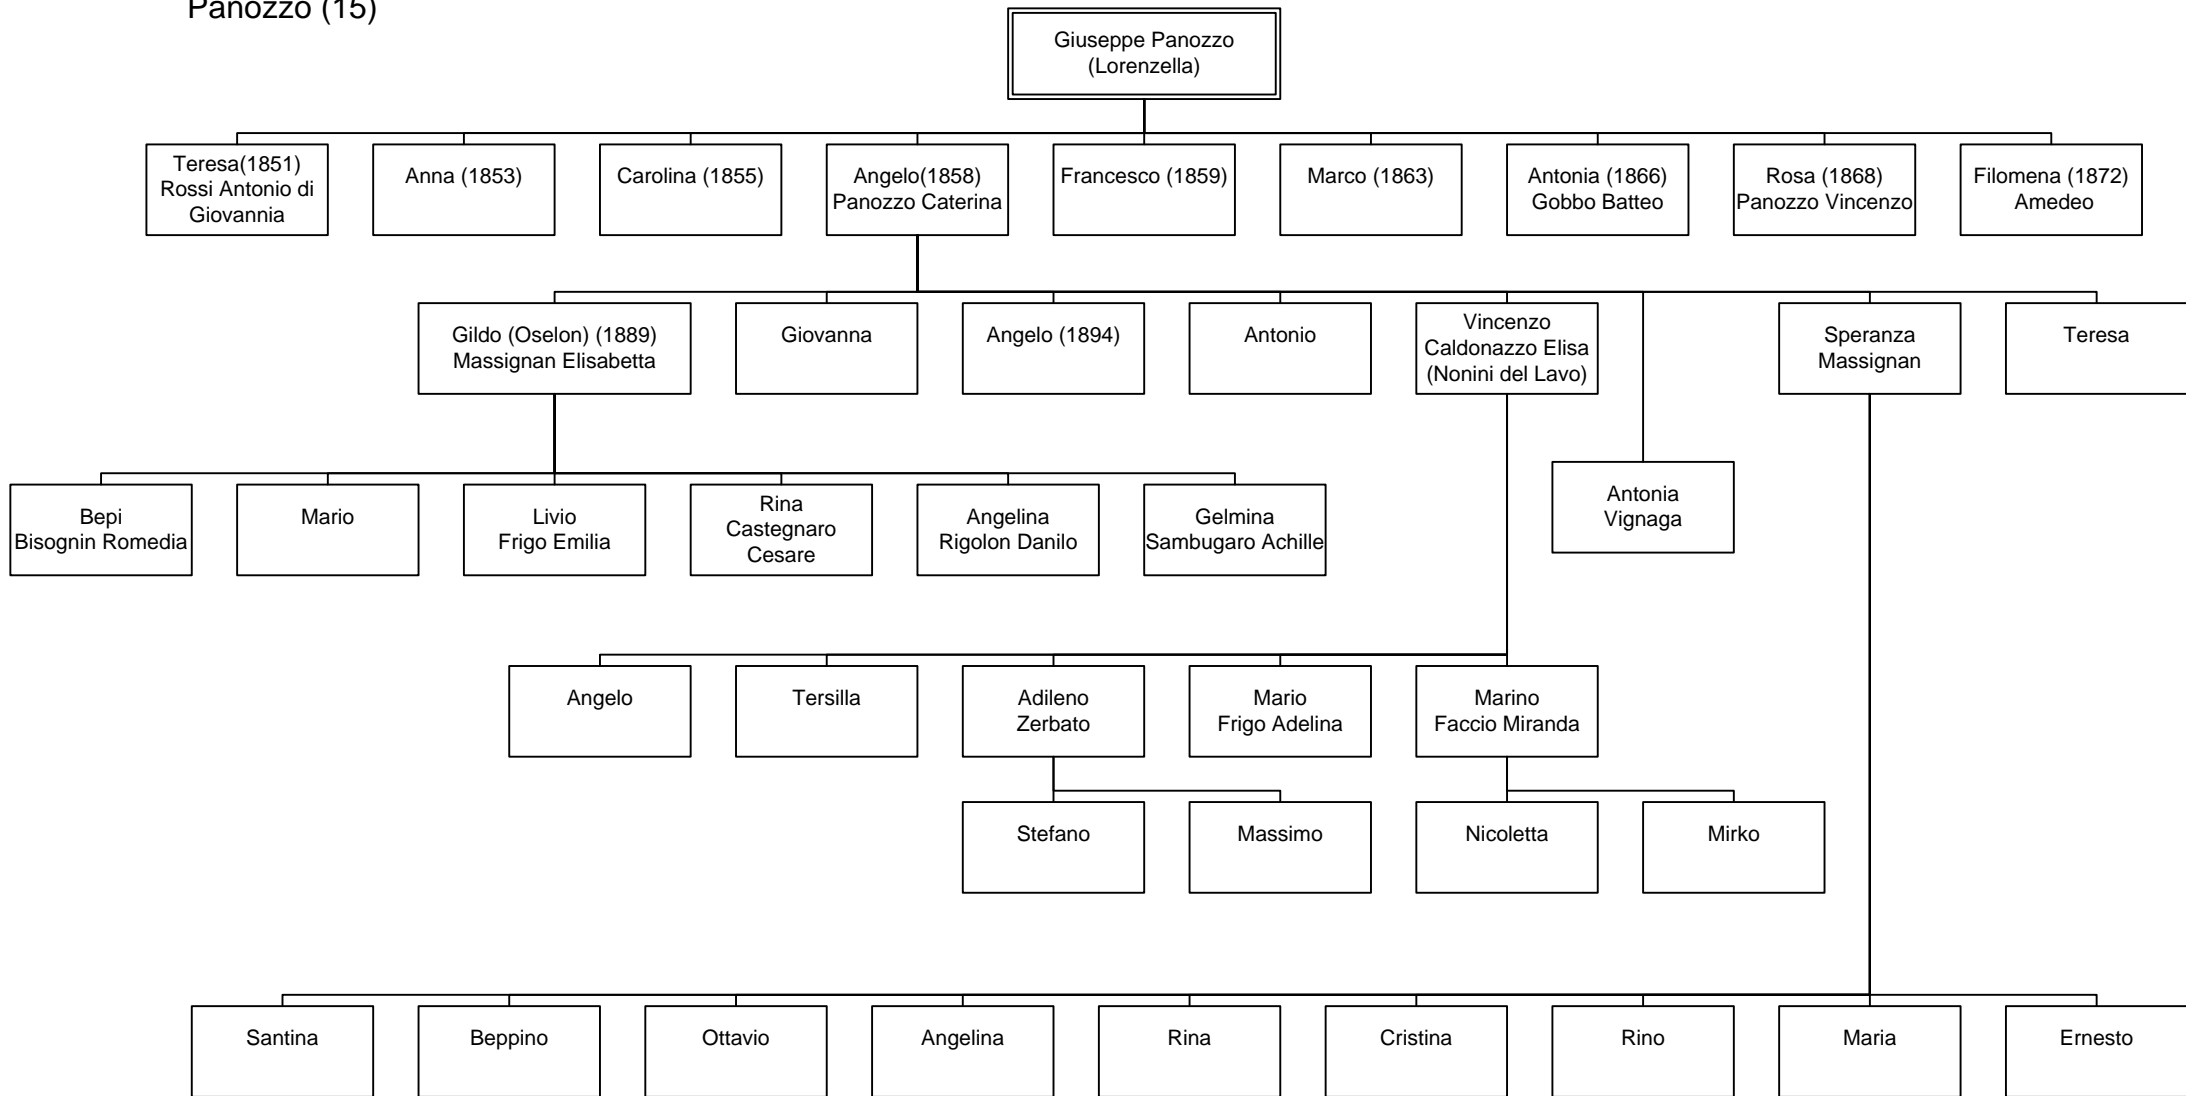 Panozzo (15)
Giuseppe Panozzo
(Lorenzella)
Teresa(1851)
Rossi Antonio di
Giovannia
Anna (1853)
Carolina (1855)
Angelo(1858)
Panozzo Caterina
Francesco (1859)
Marco (1863)
Antonia (1866)
Gobbo Batteo
Rosa (1868)
Panozzo Vincenzo
Filomena (1872)
Amedeo
Gildo (Oselon) (1889)
Massignan Elisabetta
Giovanna
Angelo (1894)
Antonio
Vincenzo
Caldonazzo Elisa
(Nonini del Lavo)
Speranza
Massignan
Teresa
Bepi
Bisognin Romedia
Mario
Livio
Frigo Emilia
Rina
Castegnaro
Cesare
Angelina
Rigolon Danilo
Gelmina
Sambugaro Achille
Antonia
Vignaga
Angelo
Tersilla
Adileno
Zerbato
Mario
Frigo Adelina
Marino
Faccio Miranda
Stefano
Massimo
Nicoletta
Mirko
Santina
Beppino
Ottavio
Angelina
Rina
Cristina
Rino
Maria
Ernesto